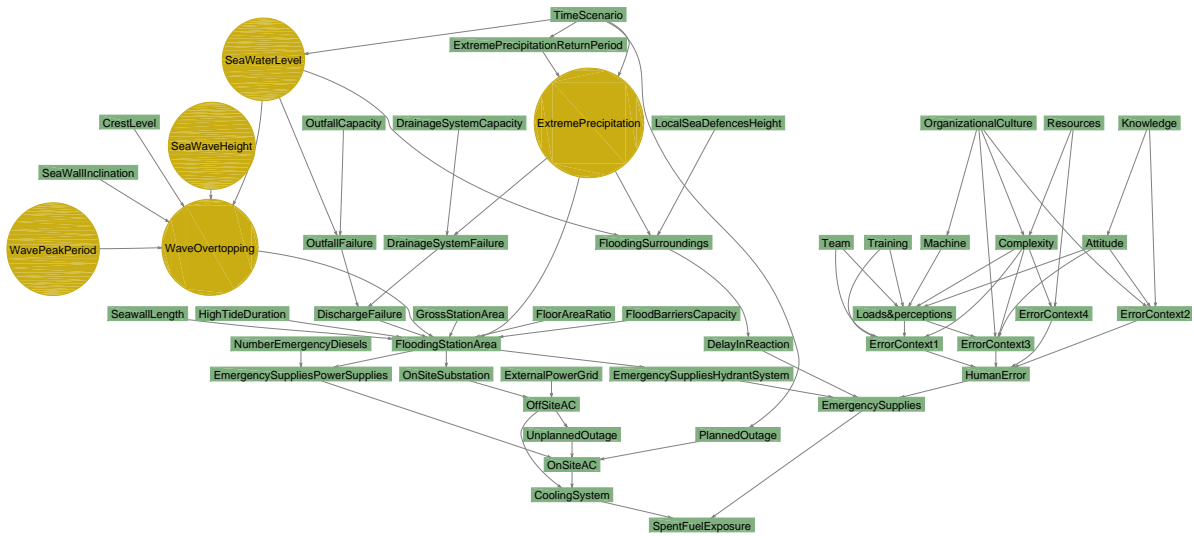 TimeScenario
ExtremePrecipitationReturnPeriod
SeaWaterLevel
CrestLevel
OutfallCapacity
DrainageSystemCapacity
ExtremePrecipitation
LocalSeaDefencesHeight
OrganizationalCulture
Resources
Knowledge
SeaWaveHeight
SeaWallInclination
WavePeakPeriod
WaveOvertopping
OutfallFailure
DrainageSystemFailure
FloodingSurroundings
Team
Training
Machine
Complexity
Attitude
SeawallLength
HighTideDuration
DischargeFailure
GrossStationArea
FloorAreaRatio
FloodBarriersCapacity
Loads&perceptions
ErrorContext4
ErrorContext2
NumberEmergencyDiesels
FloodingStationArea
DelayInReaction
ErrorContext1
ErrorContext3
EmergencySuppliesPowerSupplies
OnSiteSubstation
ExternalPowerGrid
EmergencySuppliesHydrantSystem
HumanError
OffSiteAC
EmergencySupplies
UnplannedOutage
PlannedOutage
OnSiteAC
CoolingSystem
SpentFuelExposure